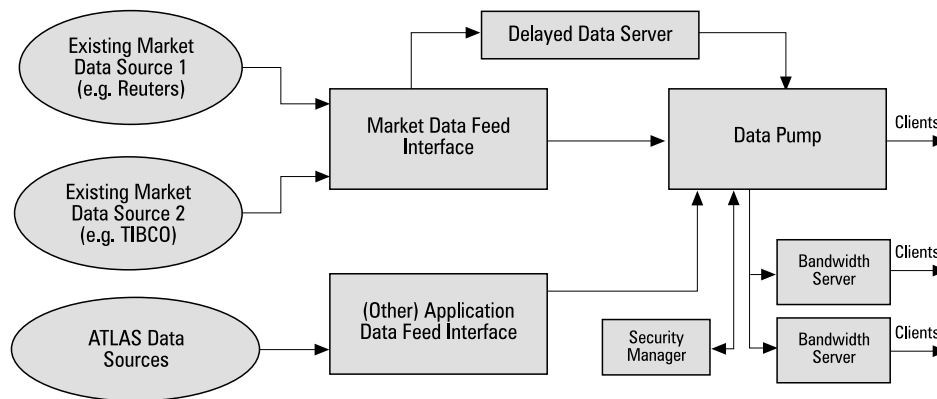 Existing Market
Data Source 1
(e.g. Reuters)
Delayed Data Server
Market Data Feed
Interface
Data Pump
Clients
Existing Market
Data Source 2
(e.g. TIBCO)
Bandwidth
Server
Clients
(Other) Application
Data Feed Interface
ATLAS Data
Sources
Security
Manager
Bandwidth
Server
Clients